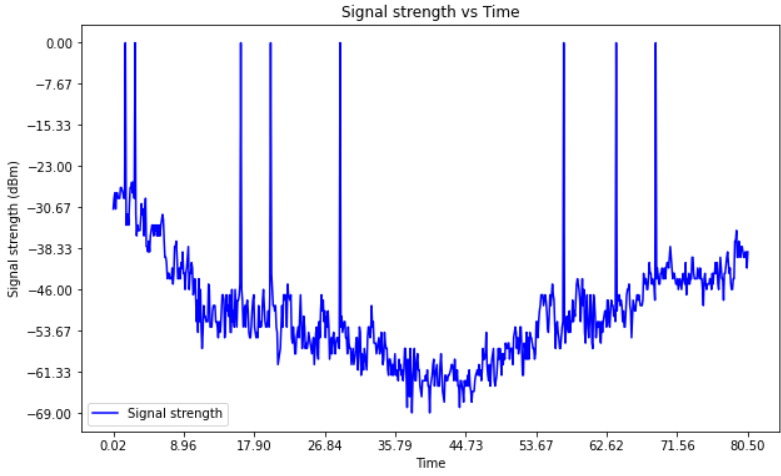 Signal strength vs Time
0.00
−7.67
−15.33
−23.00
−30.67
−38.33
−46.00
−53.67
−61.33
−69.00
Signal strength (dBm)
Signal strength
0.02 8.96 17.90 26.84 35.79 44.73 53.67 62.62 71.56 80.50
Time